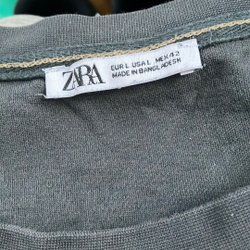 ZARA
EUR L USA L MEX 42
MADE IN BANGLADESH